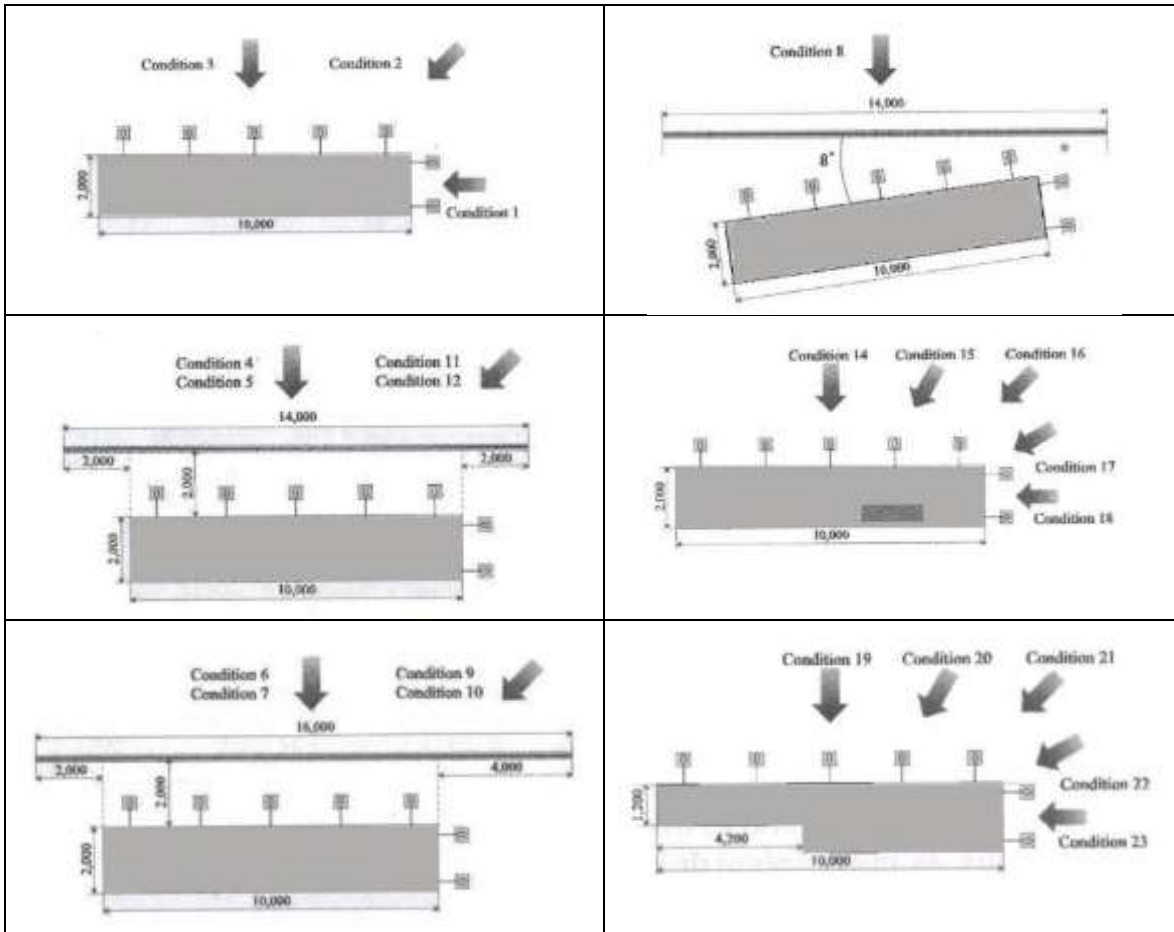 Condition 3
Condition 2
2,000
Condition 1
10,000
Condition 8
14,000
8°
2,000
10,000
Condition 4
Condition 5
Condition 11
Condition 12
14,000
2,000
2,000
2,000
2,000
10,000
Condition 14
Condition 15
Condition 16
Condition 17
2,000
Condition 18
10,000
Condition 6
Condition 7
Condition 9
Condition 10
16,000
2,000
4,000
2,000
2,000
10,000
Condition 19
Condition 20
Condition 21
Condition 22
1,200
4,200
Condition 23
10,000